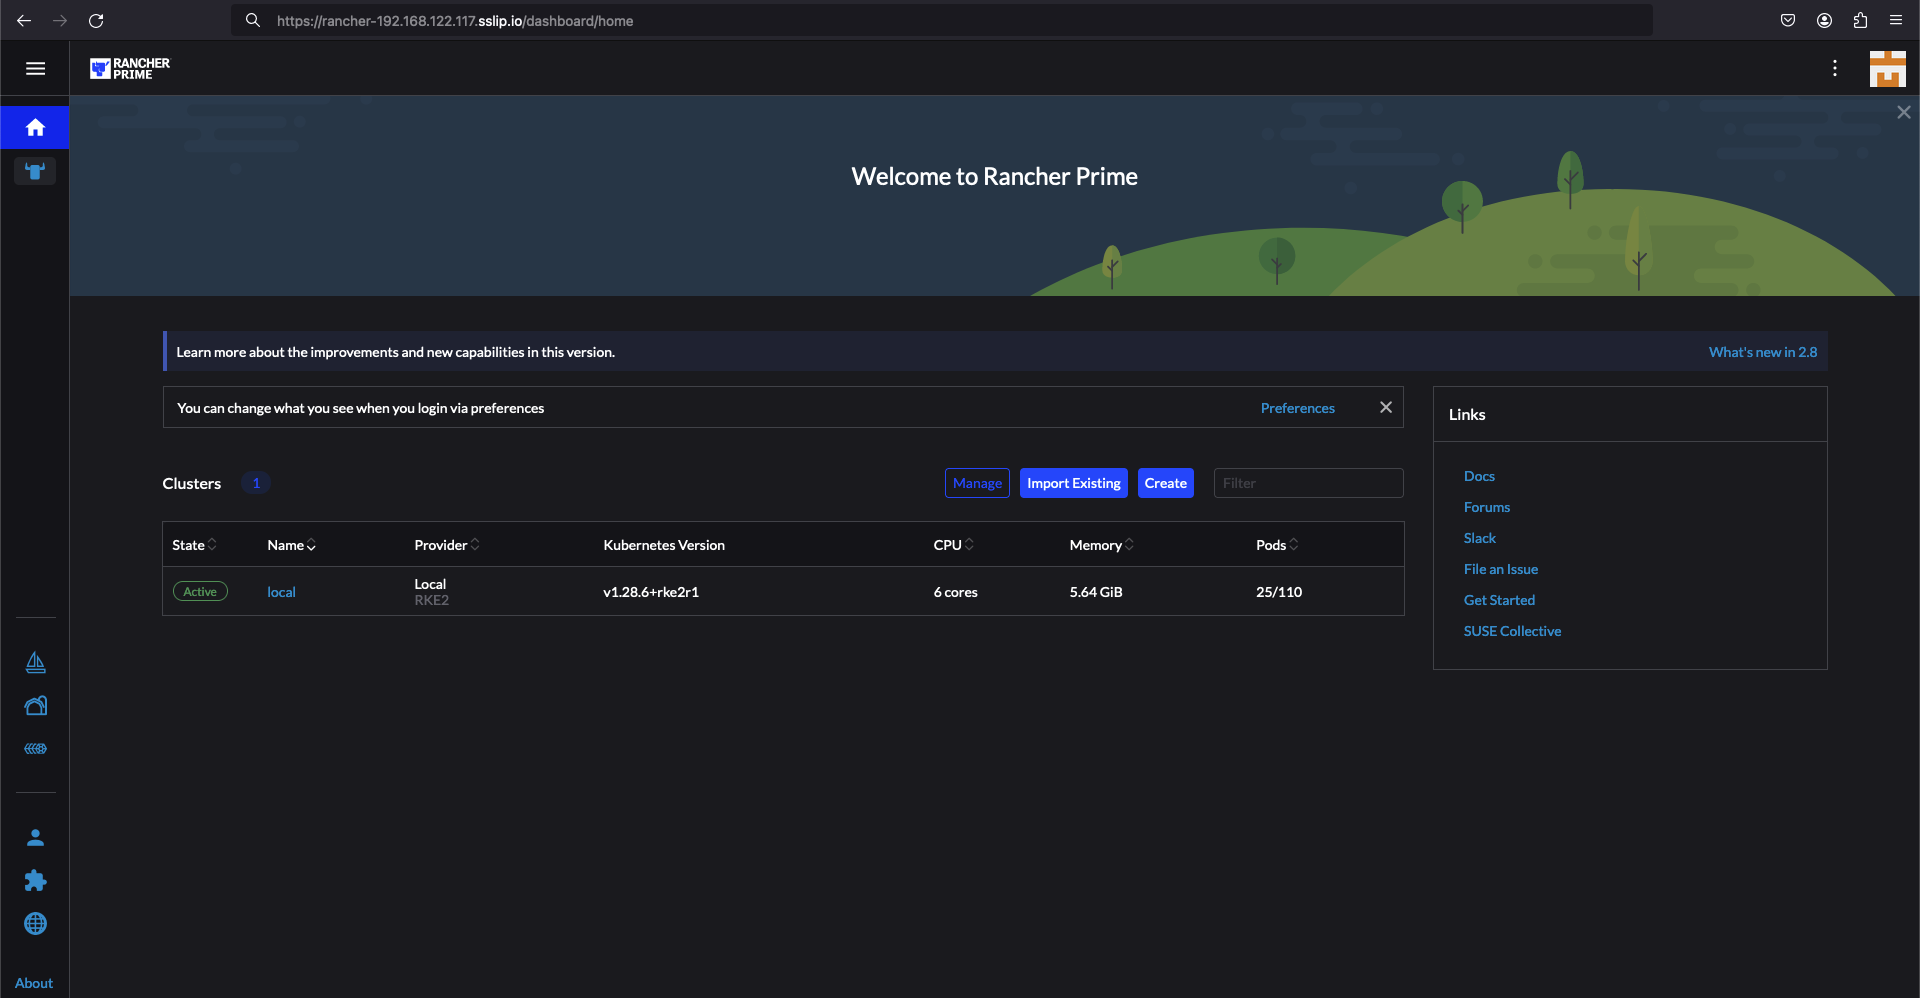 https://rancher-192.168.122.117.sslip.io/dashboard/home
RANCHER
PRIME
Welcome to Rancher Prime
Learn more about the improvements and new capabilities in this version.
What's new in 2.8
You can change what you see when you login via preferences
Preferences
Links
Docs
Forums
Slack
File an Issue
Get Started
SUSE Collective
Clusters 1
Manage Import Existing Create Filter
State Name Provider Kubernetes Version CPU Memory Pods
Active local Local v1.28.6+rke2r1 6 cores 5.64 GiB 25/110
RKE2
About